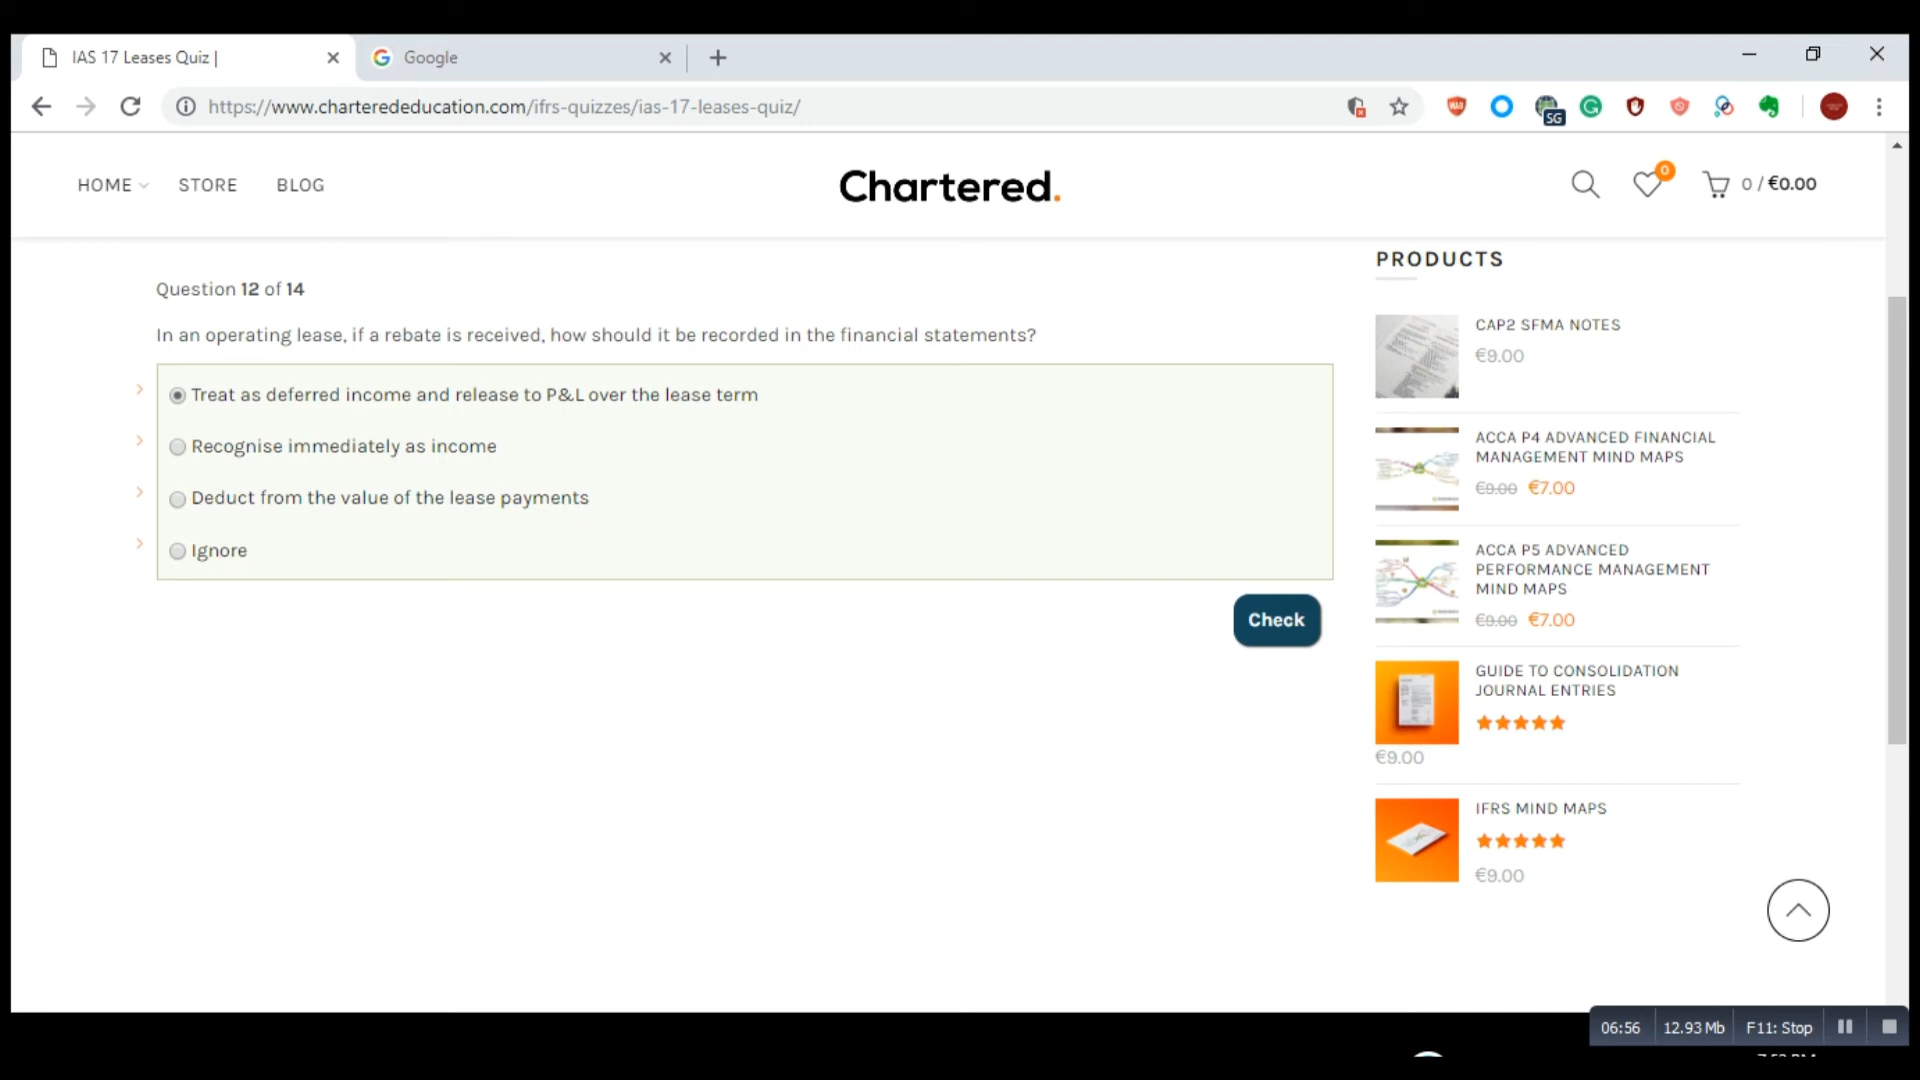 IAS 17 Leases Quiz |
Google
https://www.charterededucation.com/ifrs-quizzes/ias-17-leases-quiz/
SG
HOME
STORE
BLOG
Chartered.
0
0 / €0.00
Question 12 of 14
In an operating lease, if a rebate is received, how should it be recorded in the financial statements?
Treat as deferred income and release to P&L over the lease term
Recognise immediately as income
Deduct from the value of the lease payments
Ignore
Check
PRODUCTS
CAP2 SFMA NOTES
€9.00
ACCA P4 ADVANCED FINANCIAL
MANAGEMENT MIND MAPS
€9.00 €7.00
ACCA P5 ADVANCED
PERFORMANCE MANAGEMENT
MIND MAPS
€9.00 €7.00
GUIDE TO CONSOLIDATION
JOURNAL ENTRIES
€9.00
IFRS MIND MAPS
€9.00
06:56
12.93 Mb
F11: Stop